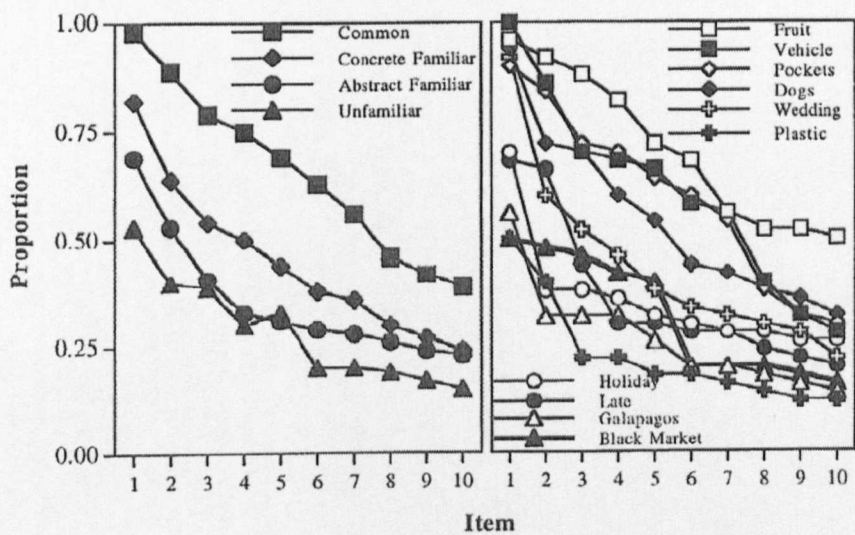 1.00
0.75
0.50
0.25
0.00
Proportion
Common
Concrete Familiar
Abstract Familiar
Unfamiliar
1 2 3 4 5 6 7 8 9 10
Fruit
Vehicle
Pockets
Dogs
Wedding
Plastic
Holiday
Late
Galapagos
Black Market
1 2 3 4 5 6 7 8 9 10
Item